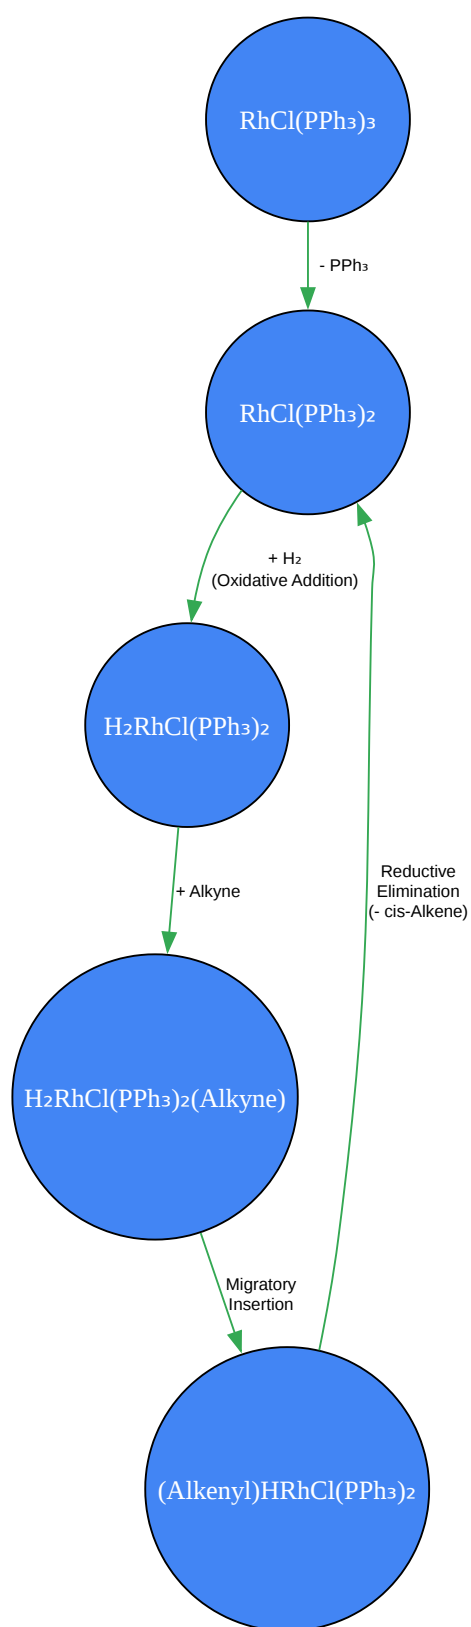 RhCl(PPh₃)₃
- PPh₃
RhCl(PPh₃)₂
+ H₂
(Oxidative Addition)
H₂RhCl(PPh₃)₂
+ Alkyne
Reductive
Elimination
(- cis-Alkene)
H₂RhCl(PPh₃)₂(Alkyne)
Migratory
Insertion
(Alkenyl)HRhCl(PPh₃)₂